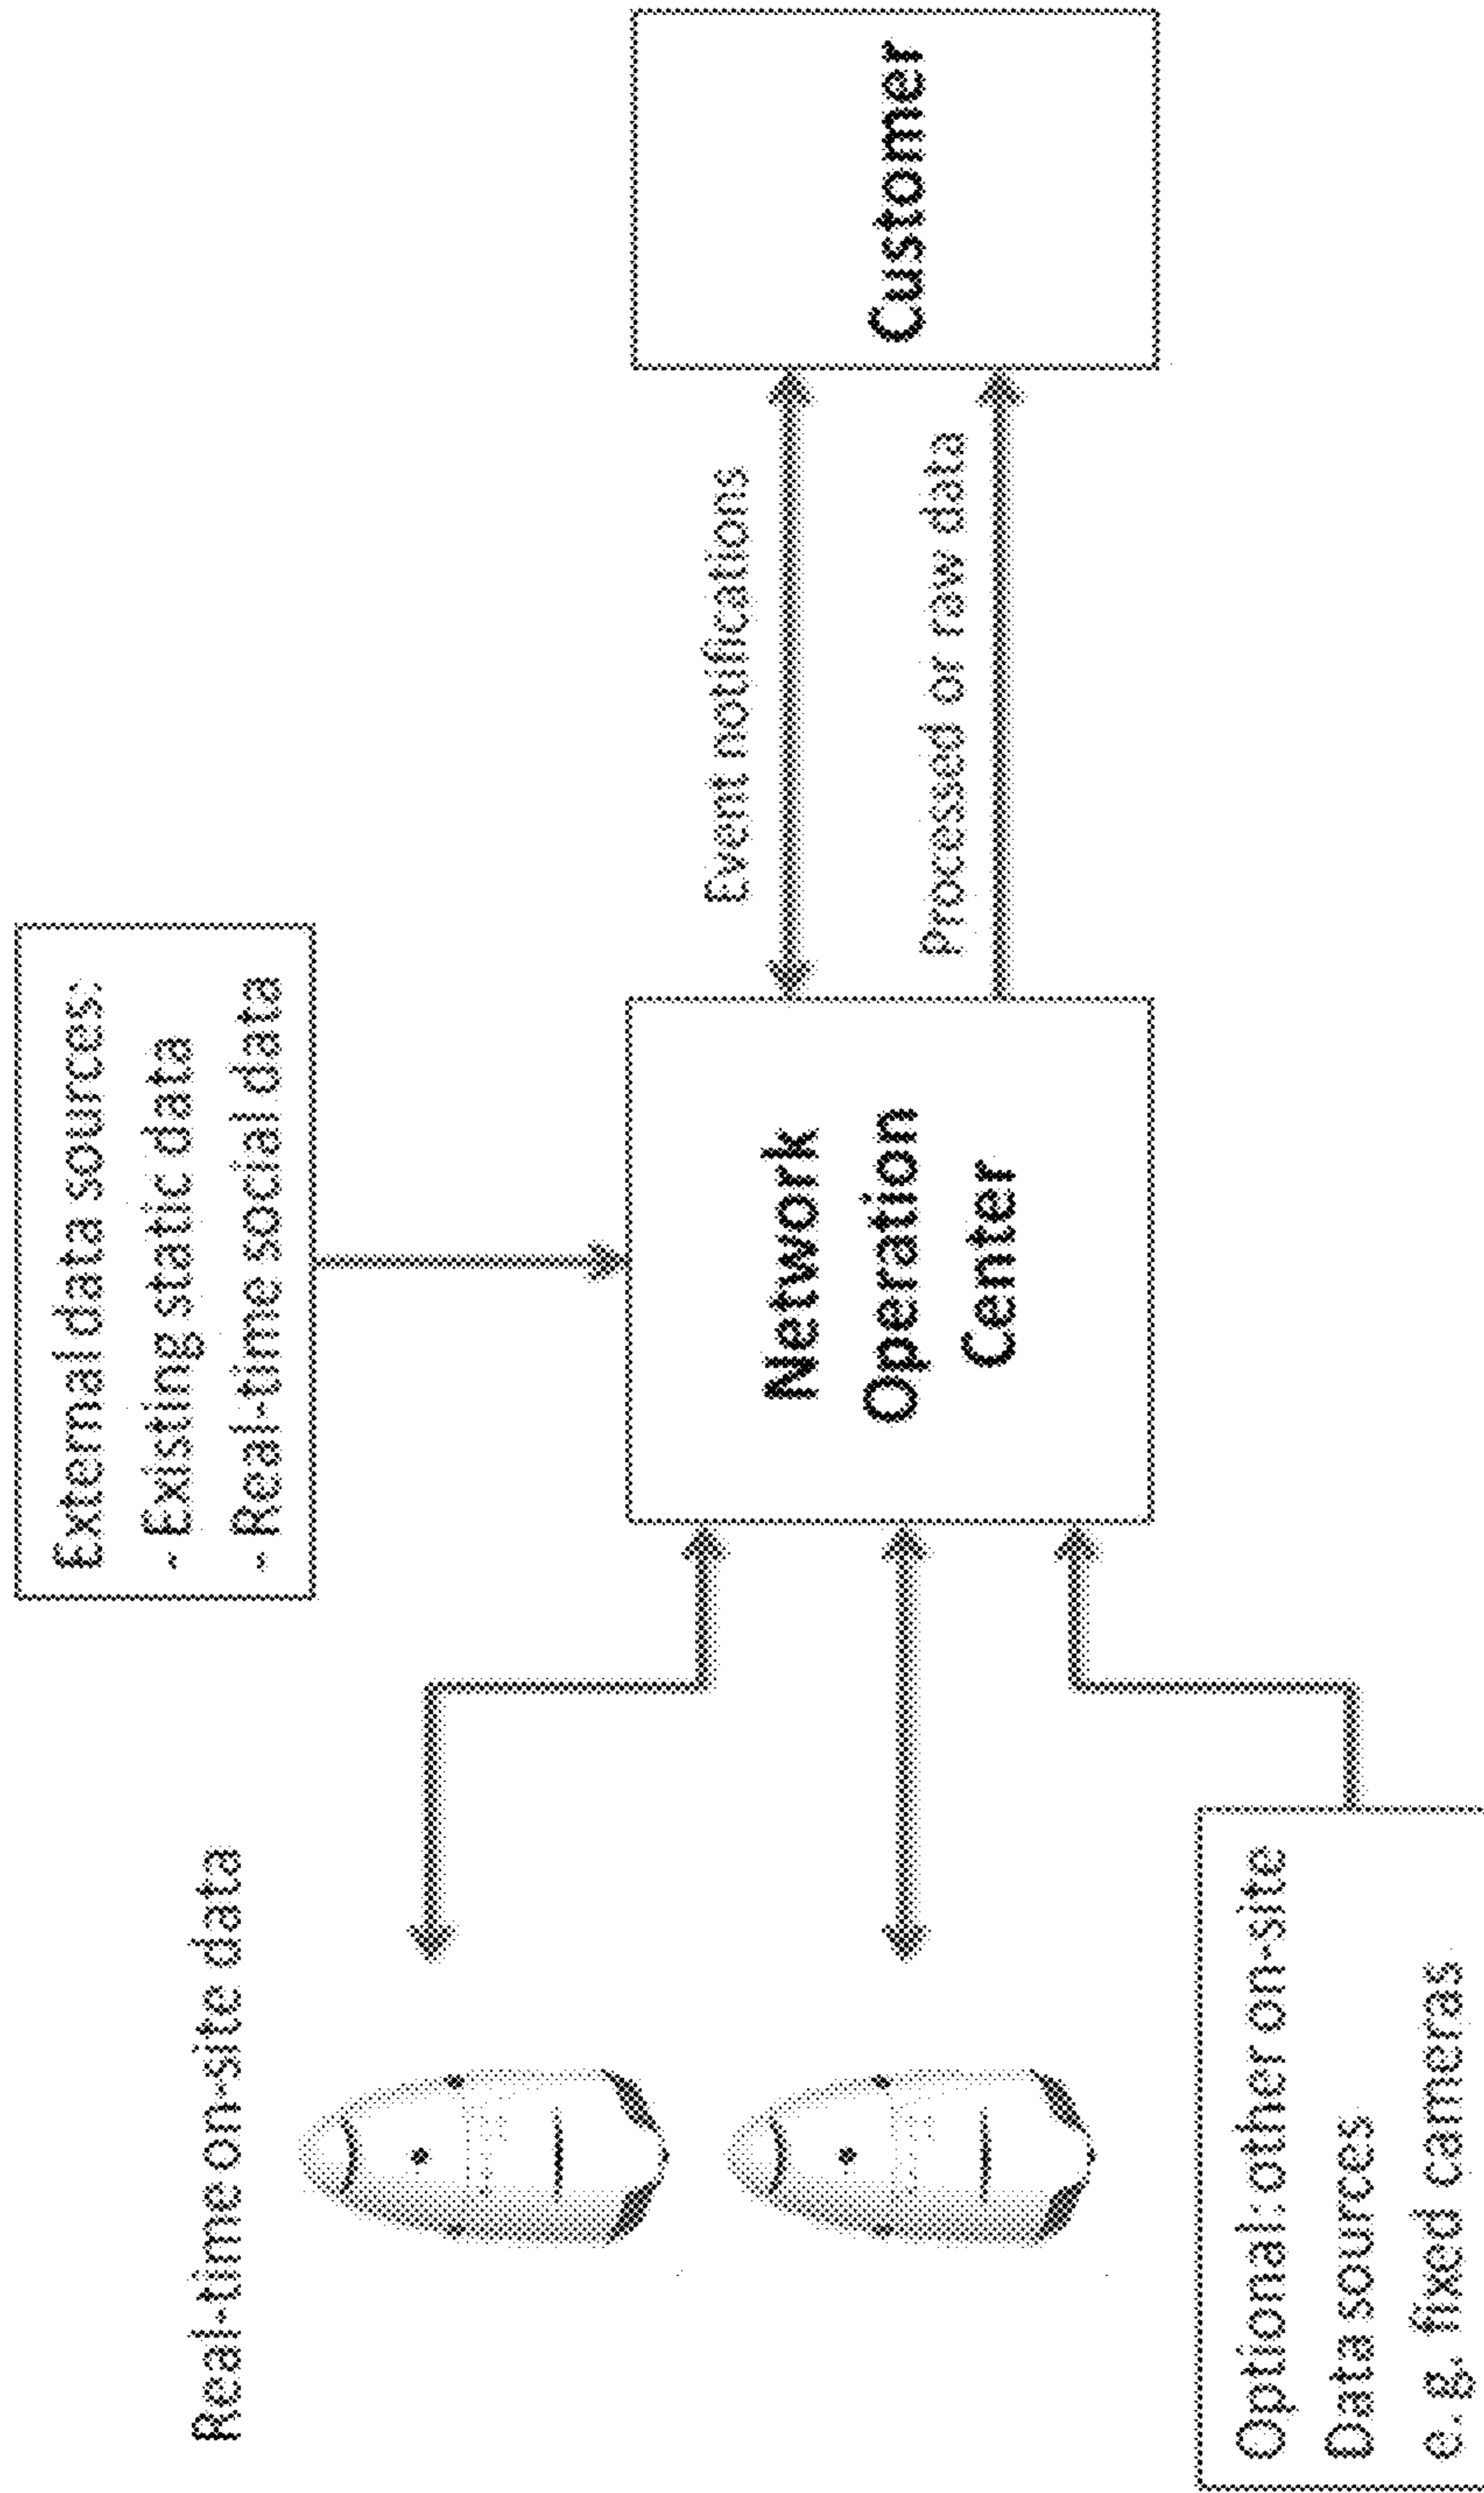 Real-time on-site data
External data sources:
- Existing static data
- Real-time social data
Network
Operation
Center
Event notifications
Processed or raw data
Customer
Optional: other on-site
Data sources
e. g. fixed cameras